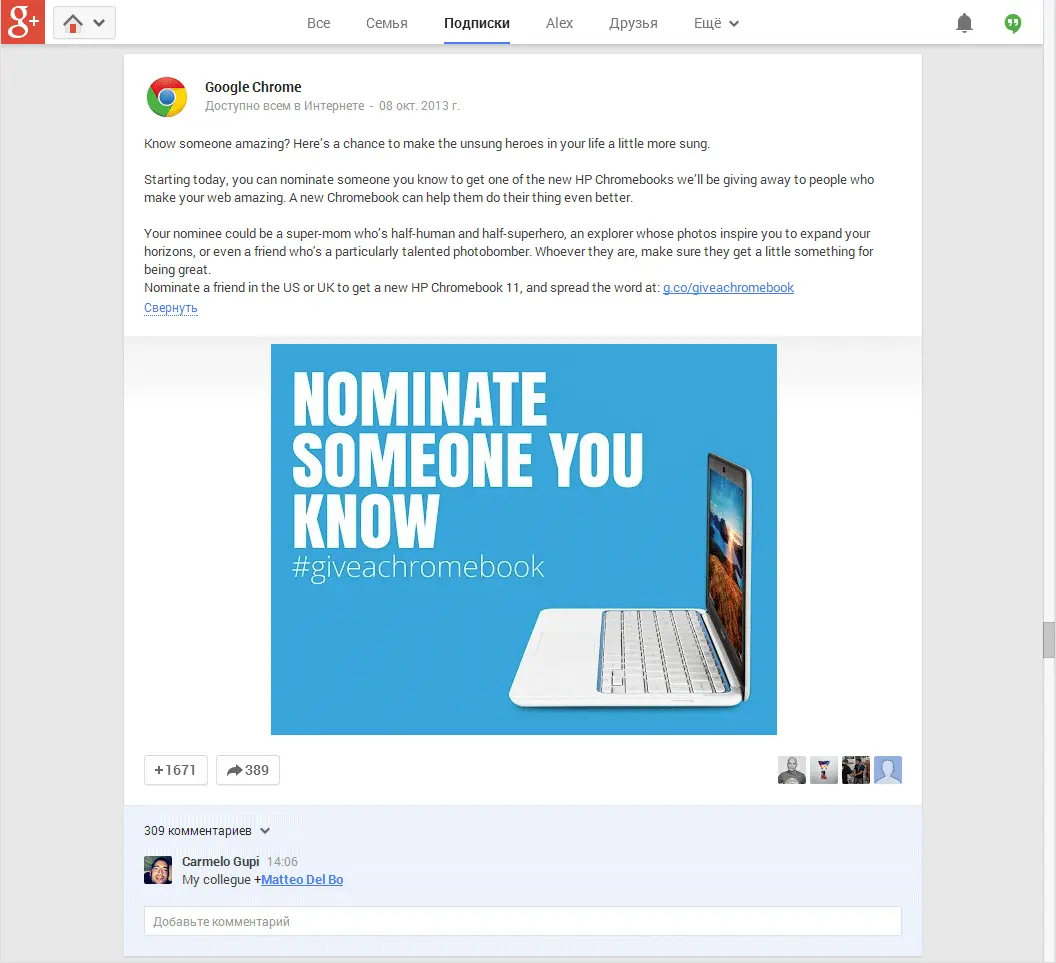 g+
Все Семья Подписки Alex Друзья Ещё
Google Chrome
Доступно всем в Интернете - 08 окт. 2013 г.
Know someone amazing? Here's a chance to make the unsung heroes in your life a little more sung.
Starting today, you can nominate someone you know to get one of the new HP Chromebooks we'll be giving away to people who
make your web amazing. A new Chromebook can help them do their thing even better.
Your nominee could be a super-mom who's half-human and half-superhero, an explorer whose photos inspire you to expand your
horizons, or even a friend who's a particularly talented photobomber. Whoever they are, make sure they get a little something for
being great.
Nominate a friend in the US or UK to get a new HP Chromebook 11, and spread the word at: g.co/giveachromebook
Свернуть
NOMINATE
SOMEONE YOU
KNOW
#giveachromebook
+1671 389
309 комментариев
Carmelo Gupi 14:06
My collegue +Matteo Del Bo
Добавьте комментарий